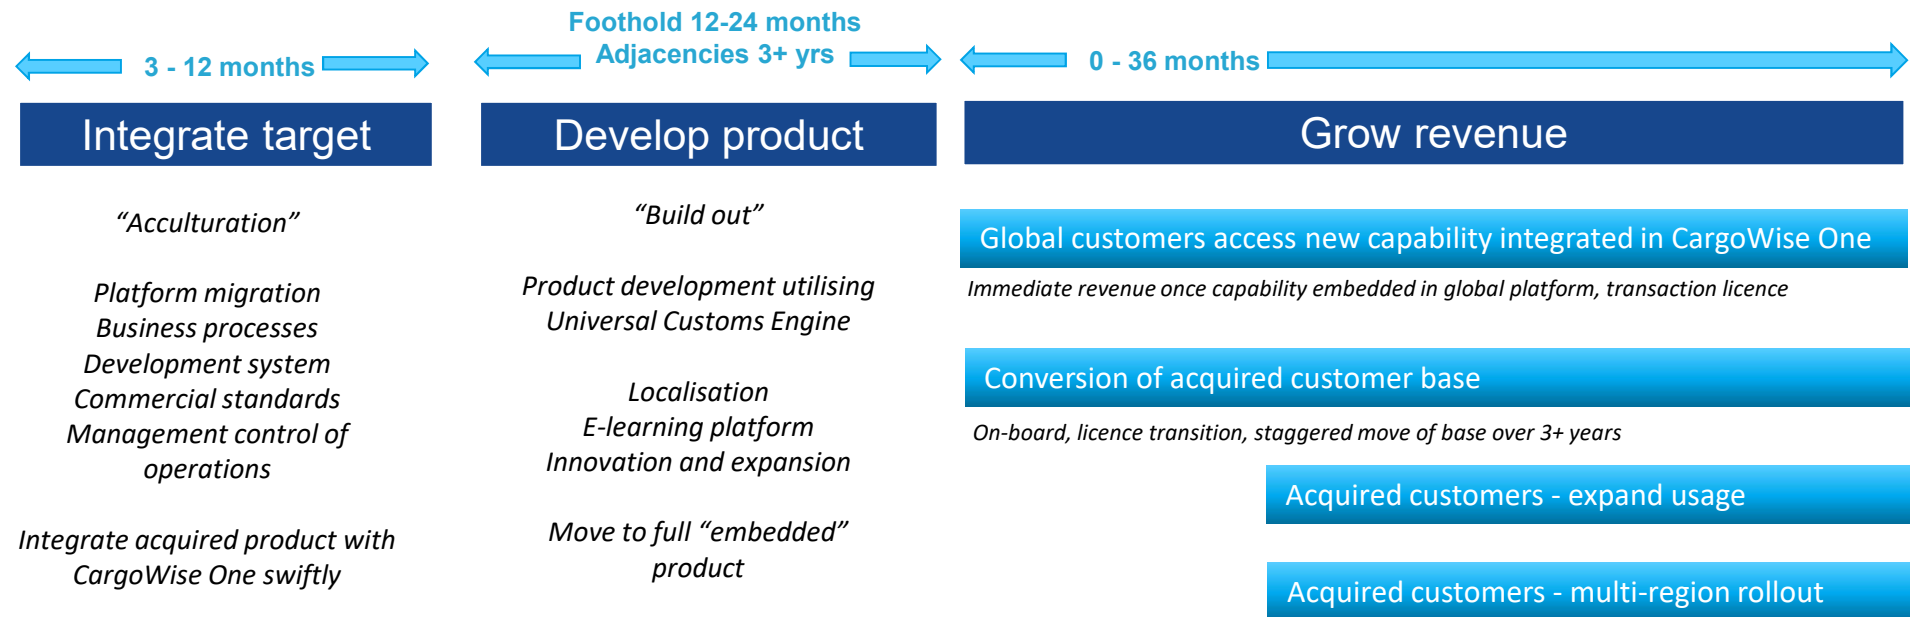 3 - 12 months
Integrate target
“Acculturation”
Platform migration
Business processes
Development system
Commercial standards
Management control of
operations
Integrate acquired product with
CargoWise One swiftly
Foothold 12-24 months
Adjacencies 3+ yrs
Develop product
“Build out”
Product development utilising
Universal Customs Engine
Localisation
E-learning platform
Innovation and expansion
Move to full “embedded”
product
0 - 36 months
Grow revenue
Global customers access new capability integrated in CargoWise One
Immediate revenue once capability embedded in global platform, transaction licence
Conversion of acquired customer base
On-board, licence transition, staggered move of base over 3+ years
Acquired customers - expand usage
Acquired customers - multi-region rollout